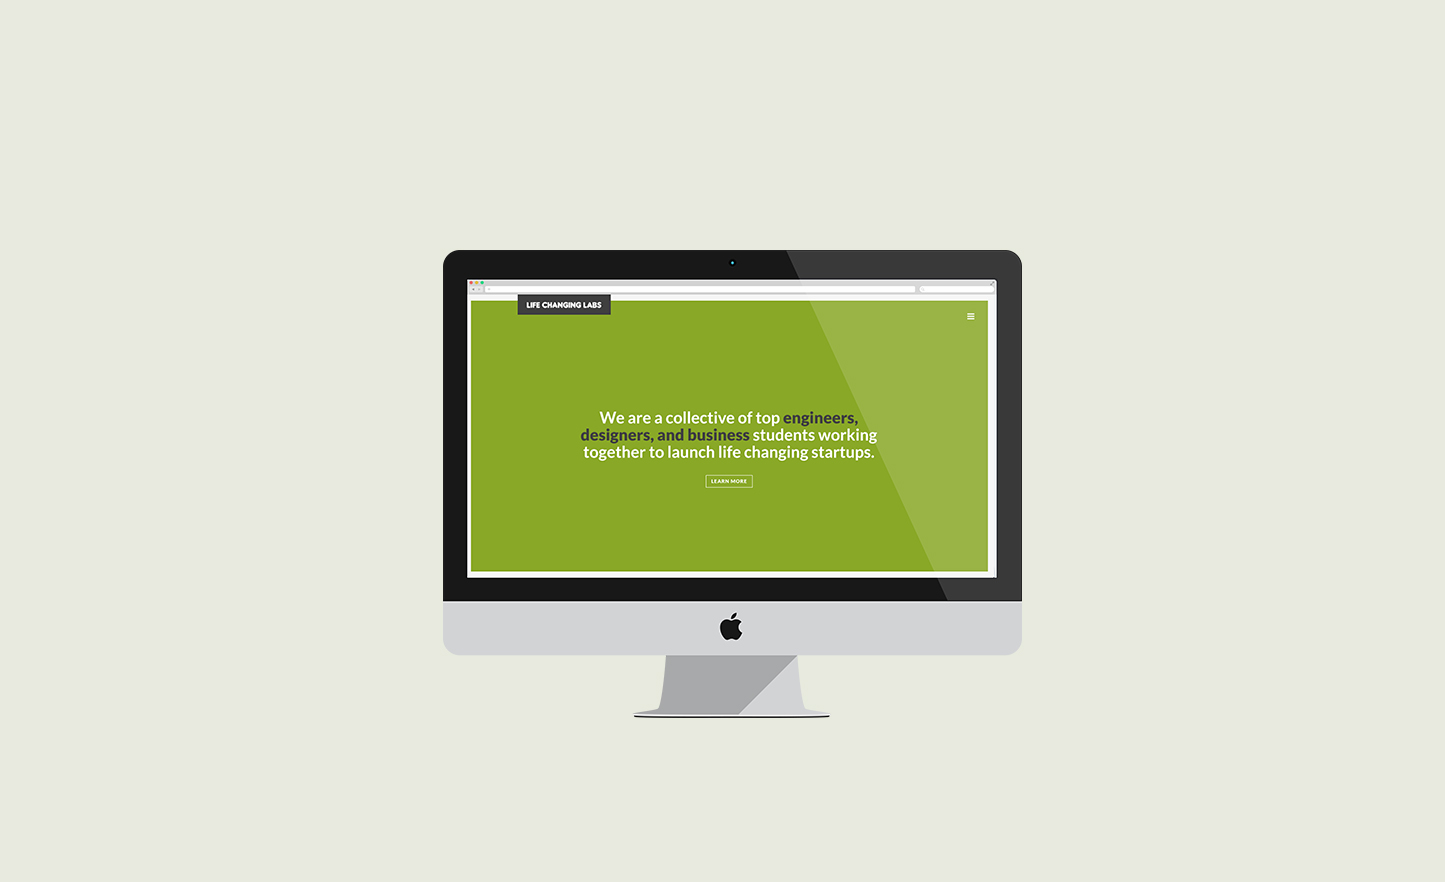 LIFE CHANGING LABS
We are a collective of top engineers,
designers, and business students working
together to launch life changing startups.
LEARN MORE